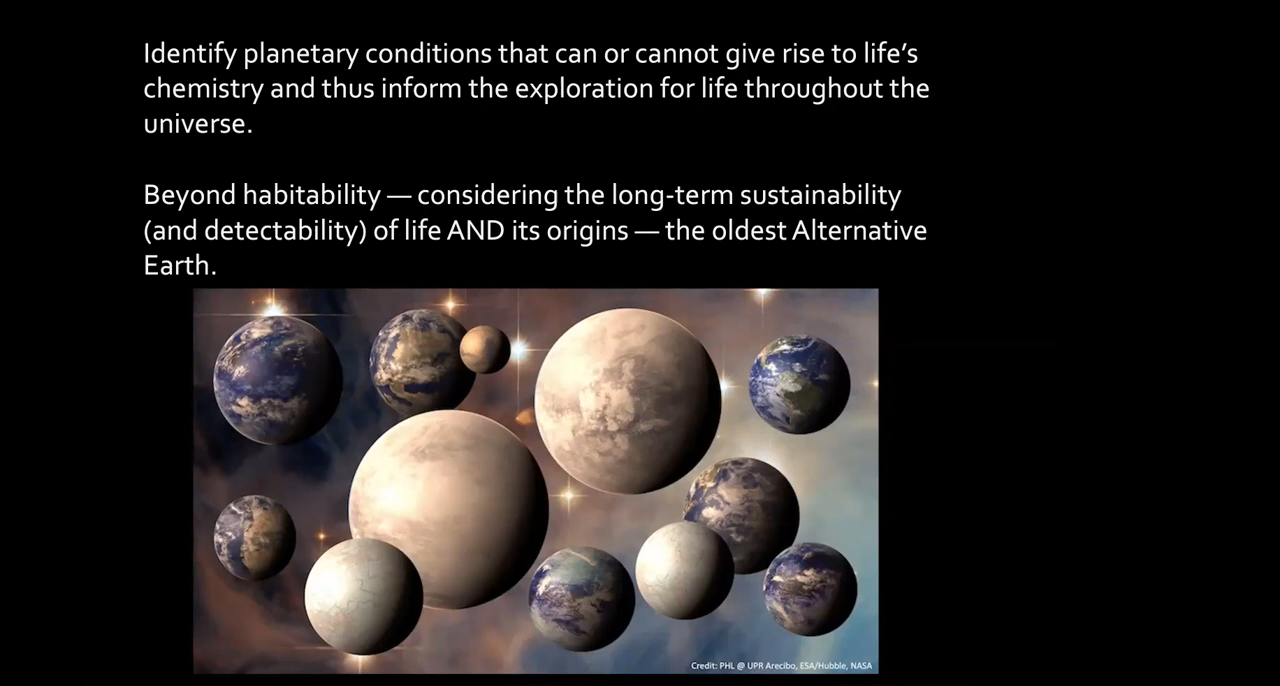 Identify planetary conditions that can or cannot give rise to life’s
chemistry and thus inform the exploration for life throughout the
universe.
Beyond habitability — considering the long-term sustainability
(and detectability) of life AND its origins — the oldest Alternative
Earth.
Credit: PHL @ UPR Arecibo, ESA/Hubble, NASA